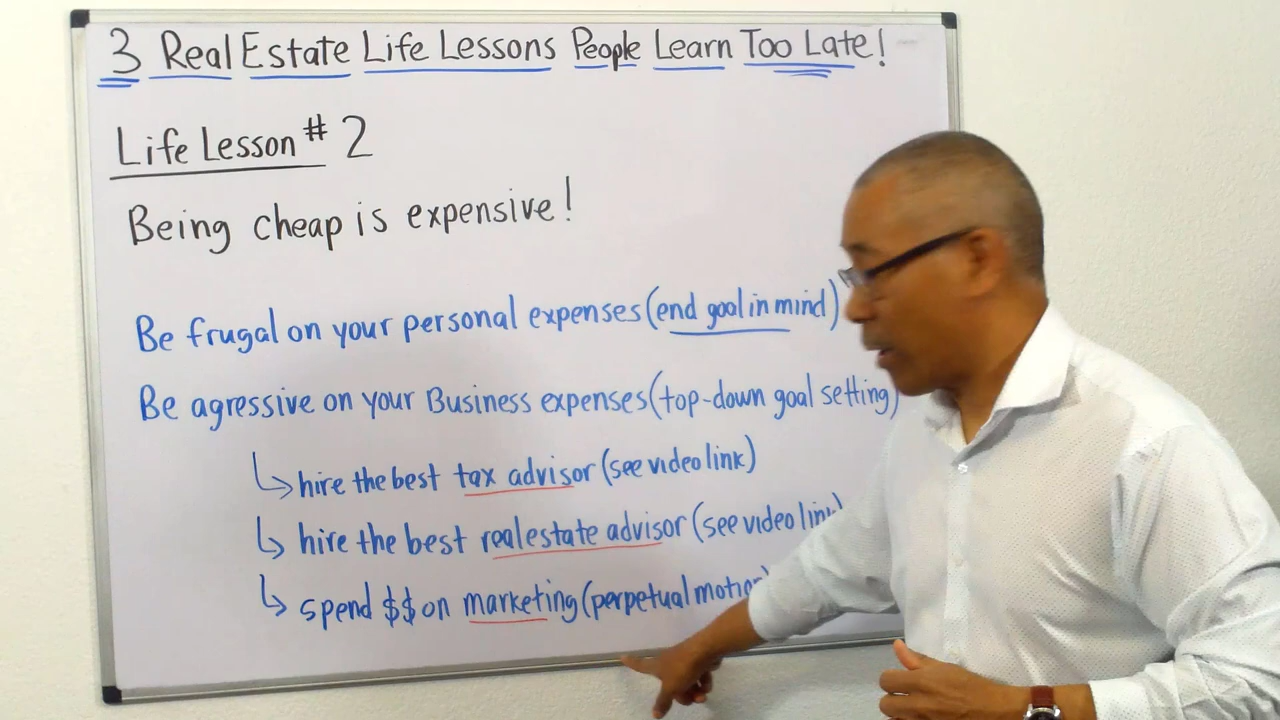 3 Real Estate Life Lessons People Learn Too Late!
Life Lesson # 2
Being cheap is expensive!
Be frugal on your personal expenses (end goal in mind)
Be agressive on your Business expenses (top-down goal setting)
↳ hire the best tax advisor (see video link)
↳ hire the best realestate advisor (see video link)
↳ spend $$ on marketing (perpetual motion)